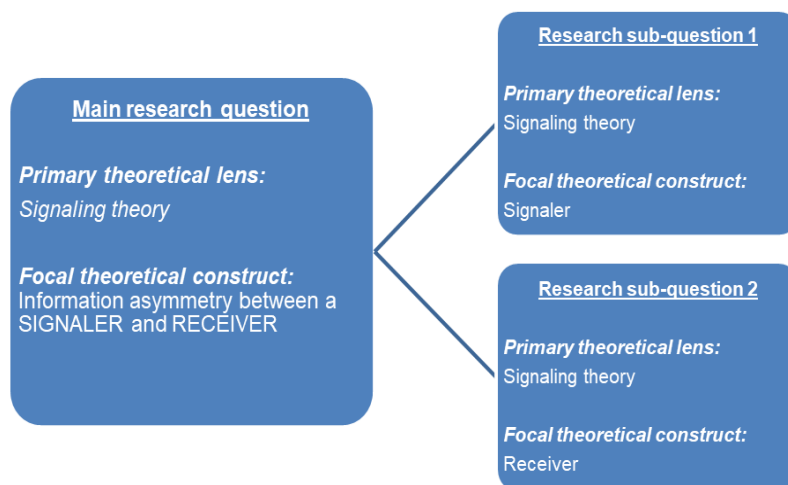 Main research question
Primary theoretical lens:
Signaling theory
Focal theoretical construct:
Information asymmetry between a
SIGNALER and RECEIVER
Research sub-question 1
Primary theoretical lens:
Signaling theory
Focal theoretical construct:
Signaler
Research sub-question 2
Primary theoretical lens:
Signaling theory
Focal theoretical construct:
Receiver